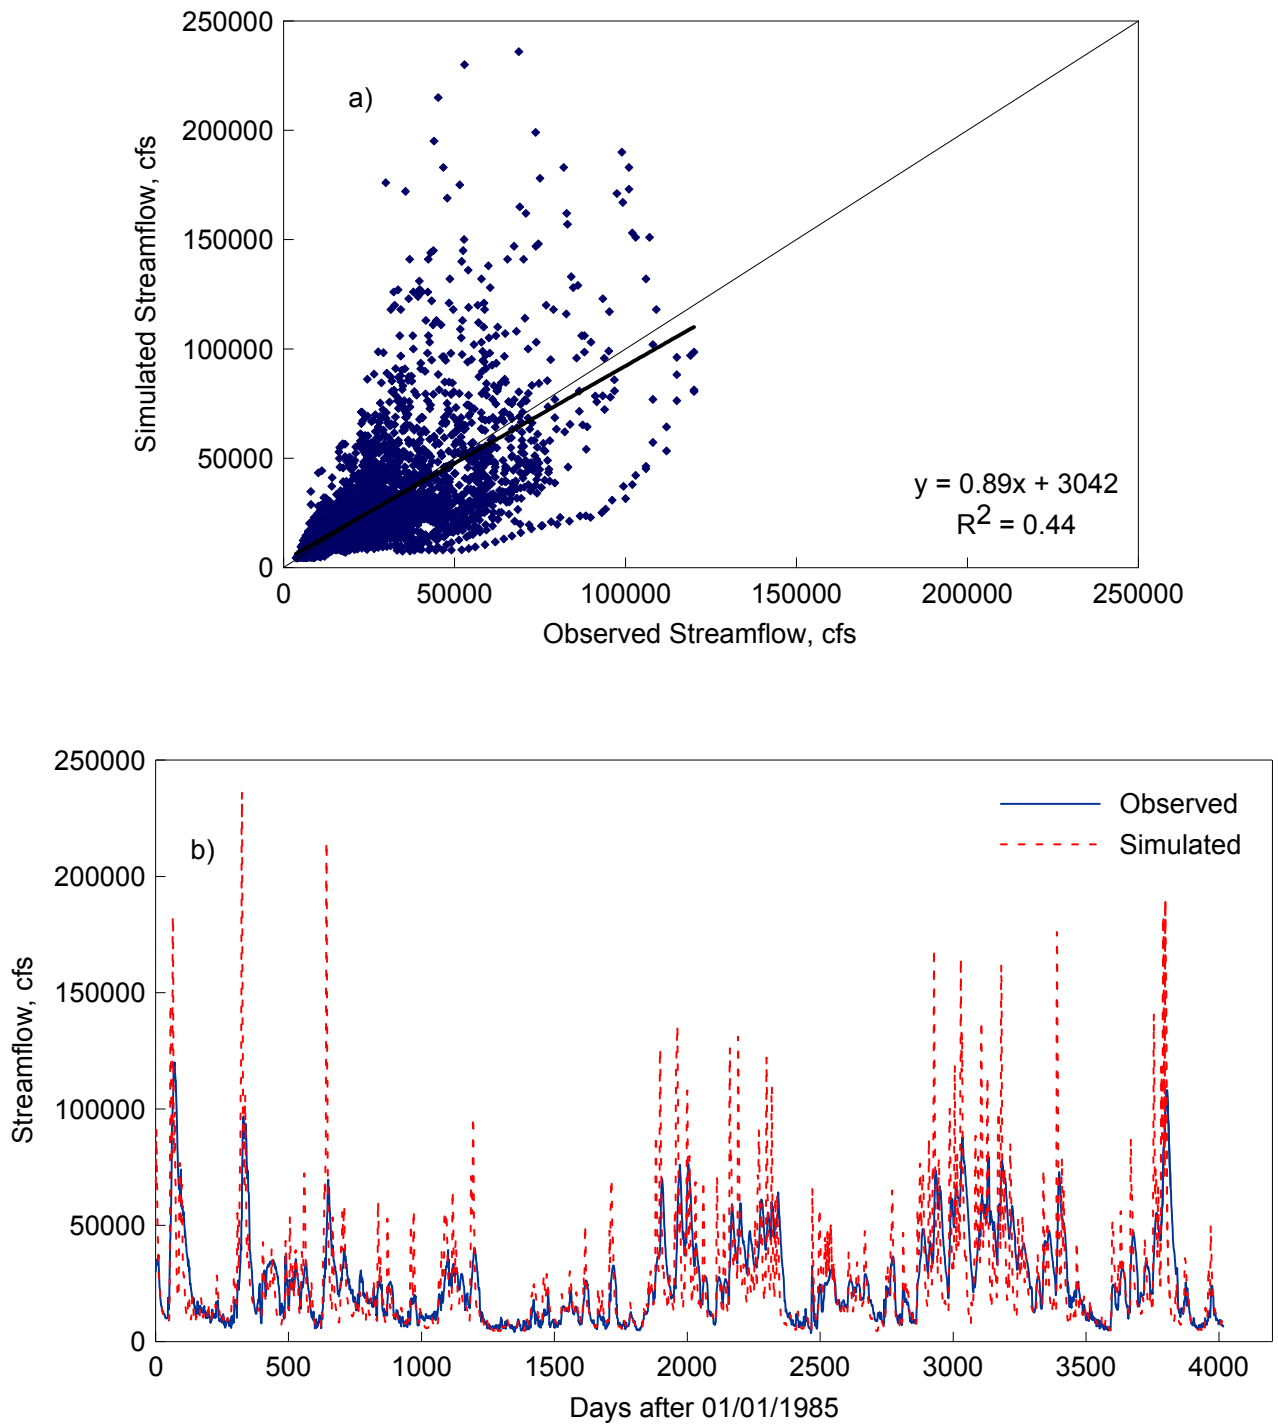 250000
a)
200000
150000
100000
50000
0
Simulated Streamflow, cfs
y = 0.89x + 3042
R2 = 0.44
0 50000 100000 150000 200000 250000
Observed Streamflow, cfs
250000
Observed
b)
Simulated
200000
150000
100000
50000
0
Streamflow, cfs
0 500 1000 1500 2000 2500 3000 3500 4000
Days after 01/01/1985